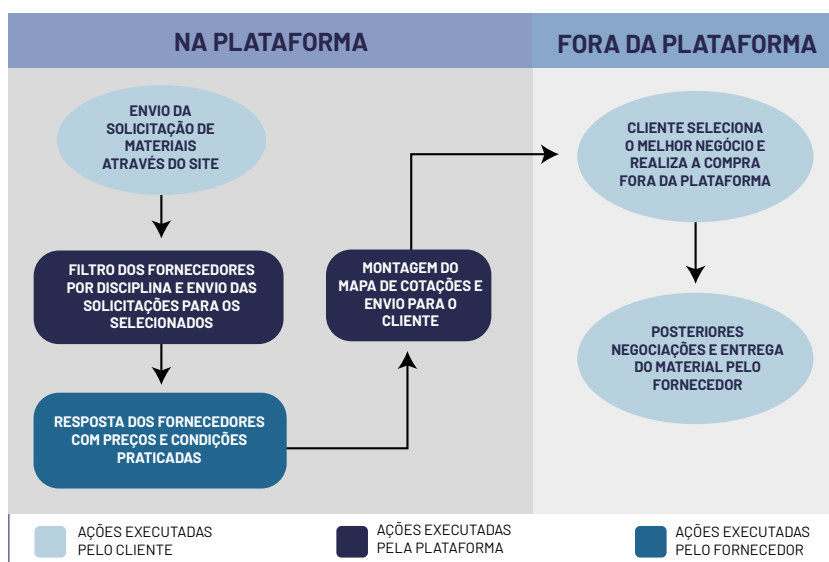 NA PLATAFORMA
FORA DA PLATAFORMA
ENVIO DA
SOLICITAÇÃO DE
MATERIAIS
ATRAVÉS DO SITE
FILTRO DOS FORNECEDORES
POR DISCIPLINA E ENVIO DAS
SOLICITAÇÕES PARA OS
SELECIONADOS
RESPOSTA DOS FORNECEDORES
COM PREÇOS E CONDIÇÕES
PRATICADAS
MONTAGEM DO
MAPA DE COTAÇÕES E
ENVIO PARA O
CLIENTE
CLIENTE SELECIONA
O MELHOR NEGÓCIO E
REALIZA A COMPRA
FORA DA PLATAFORMA
POSTERIORES
NEGOCIAÇÕES E ENTREGA
DO MATERIAL PELO
FORNECEDOR
AÇÕES EXECUTADAS
PELO CLIENTE
AÇÕES EXECUTADAS
PELA PLATAFORMA
AÇÕES EXECUTADAS
PELO FORNECEDOR